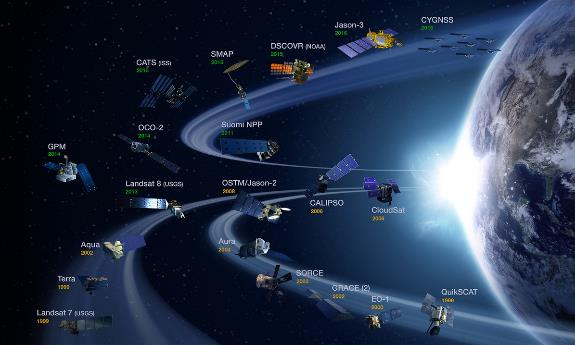 Jason-3
2016
CYGNSS
2016
DSCOVR (NOAA)
2015
SMAP
2015
CATS (ISS)
2015
OCO-2
2014
Suomi NPP
2011
GPM
2014
Landsat 8 (USGS)
2013
OSTM/Jason-2
2008
CALIPSO
2006
CloudSat
2006
Aqua
2002
Aura
2004
Terra
1999
SORCE
2003
GRACE (2)
2002
EO-1
2000
QuikSCAT
1999
Landsat 7 (USGS)
1999